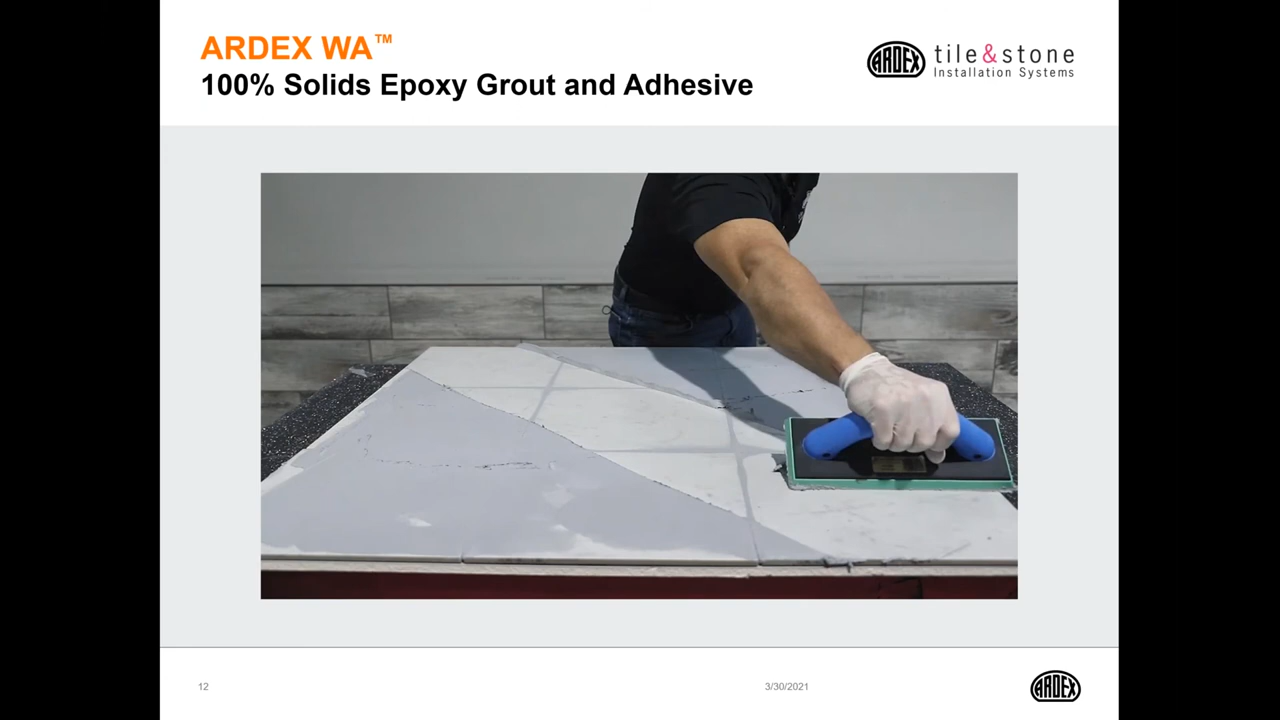 ARDEX WA™
100% Solids Epoxy Grout and Adhesive
ARDEX
tile&stone
Installation Systems
12
3/30/2021
ARDEX